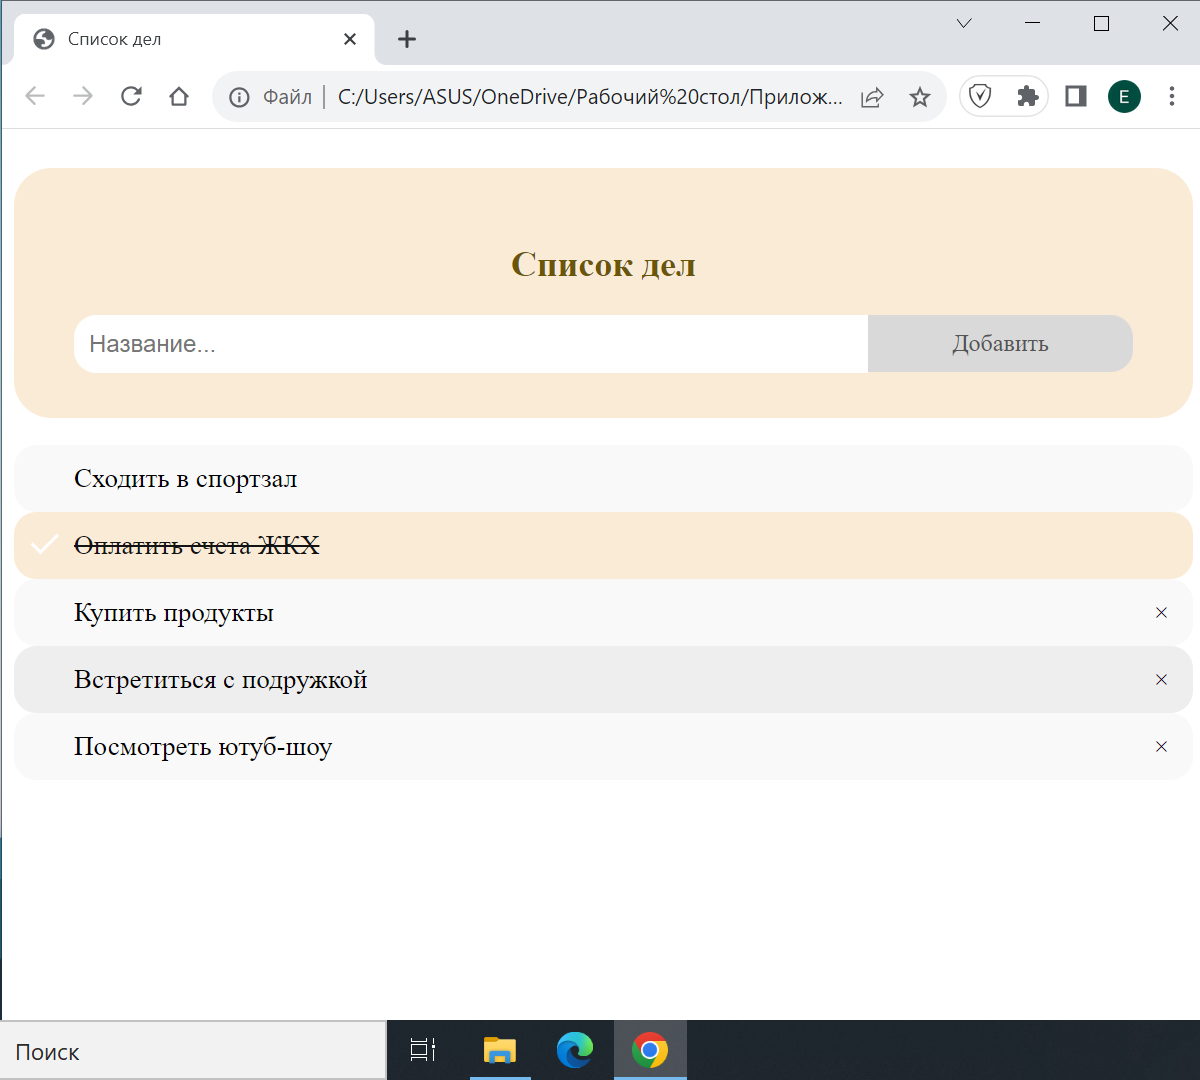 Список дел
Файл | C:/Users/ASUS/OneDrive/Рабочий%20стол/Прилож...
E
Список дел
Название...
Добавить
Сходить в спортзал
Оплатить счета ЖКХ
Купить продукты ×
Встретиться с подружкой ×
Посмотреть ютуб-шоу ×
Поиск